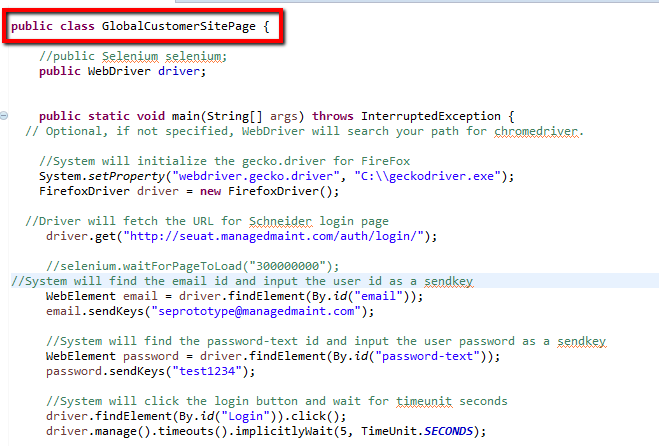 public class GlobalCustomerSitePage {
//public Selenium selenium;
public WebDriver driver;
public static void main(String[] args) throws InterruptedException {
// Optional, if not specified, WebDriver will search your path for chromedriver.
//System will initialize the gecko.driver for FireFox
System.setProperty("webdriver.gecko.driver", "C:\\geckodriver.exe");
FirefoxDriver driver = new FirefoxDriver();
//Driver will fetch the URL for Schneider login page
driver.get("http://seuat.managedmaint.com/auth/login/");
//selenium.waitForPageToLoad("300000000");
//System will find the email id and input the user id as a sendkey
WebElement email = driver.findElement(By.id("email"));
email.sendKeys("seprototype@managedmaint.com");
//System will find the password-text id and input the user password as a sendkey
WebElement password = driver.findElement(By.id("password-text"));
password.sendKeys("test1234");
//System will click the login button and wait for timeunit seconds
driver.findElement(By.id("Login")).click();
driver.manage().timeouts().implicitlyWait(5, TimeUnit.SECONDS);